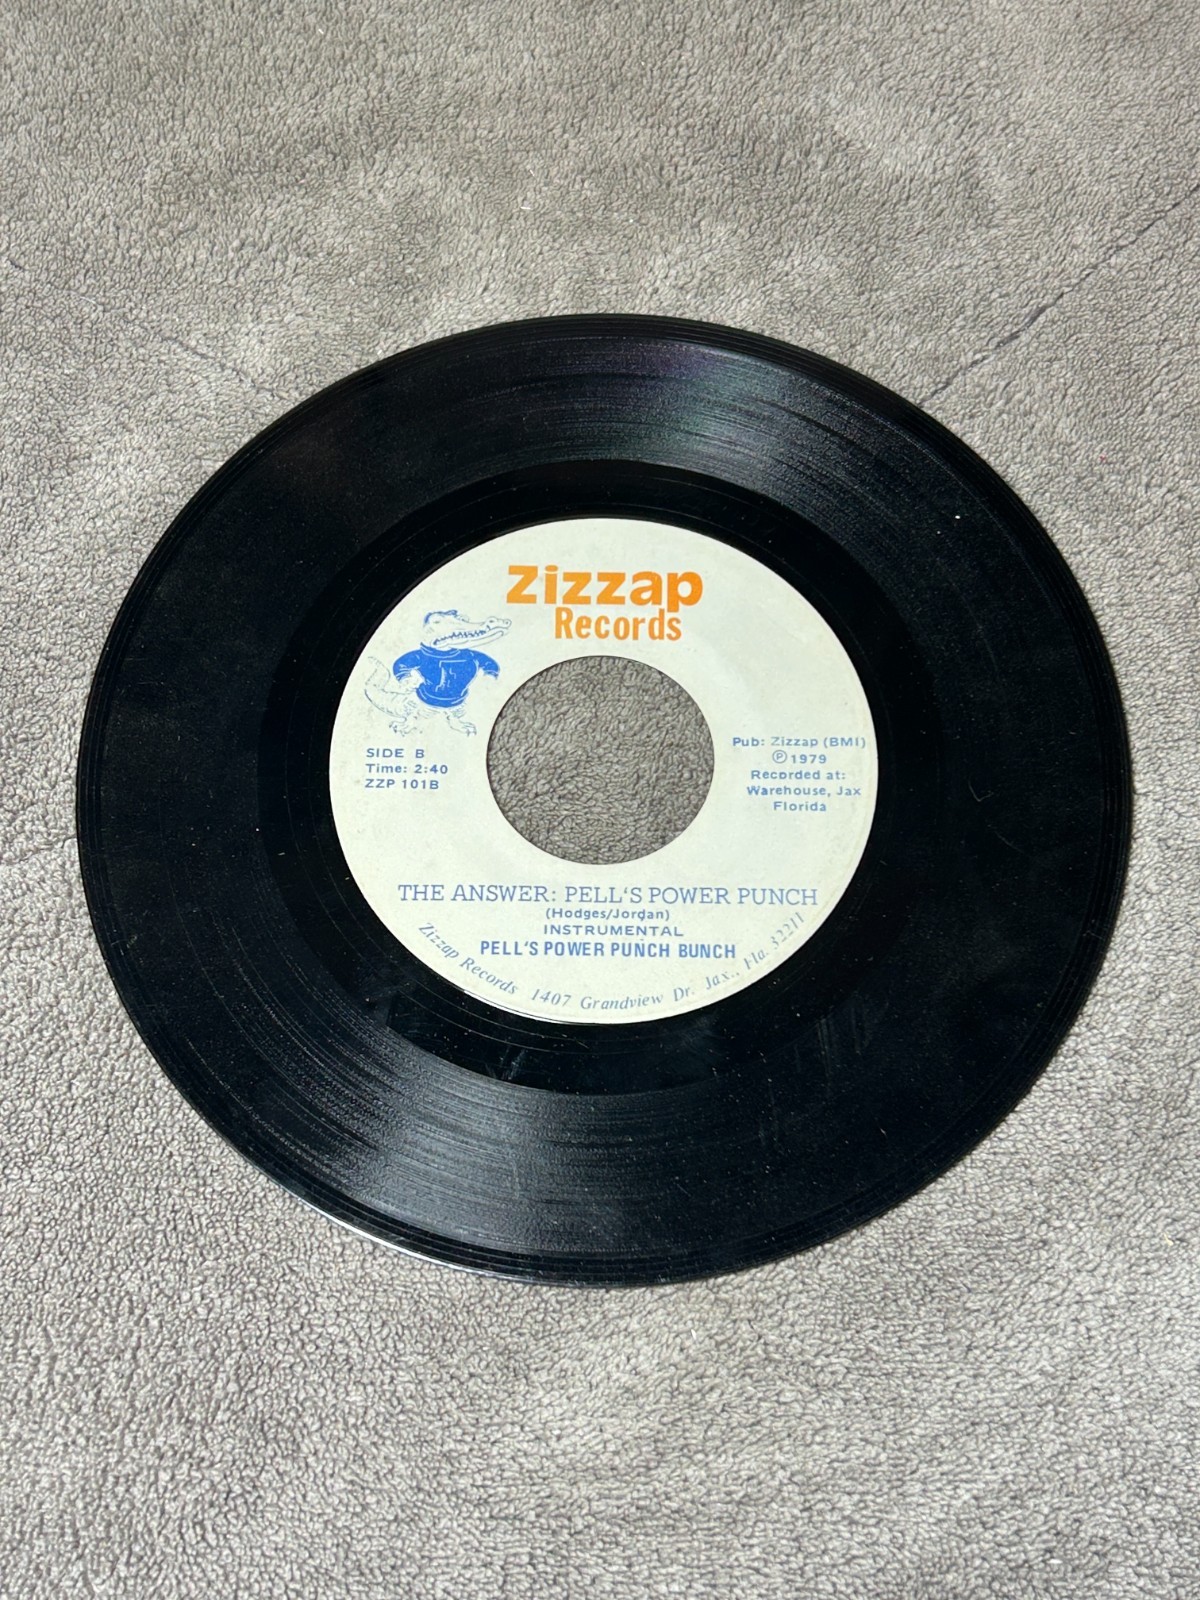 Zizzap
Records
SIDE B
Time: 2:40
ZZP 101B
Pub: Zizzap (BMI)
Ⓟ1979
Recorded at:
Warehouse, Jax
Florida
THE ANSWER: PELL'S POWER PUNCH
(Hodges/Jordan)
INSTRUMENTAL
PELL'S POWER PUNCH BUNCH
Zizzap Records 1407 Grandview Dr. Jax., Fla. 32211